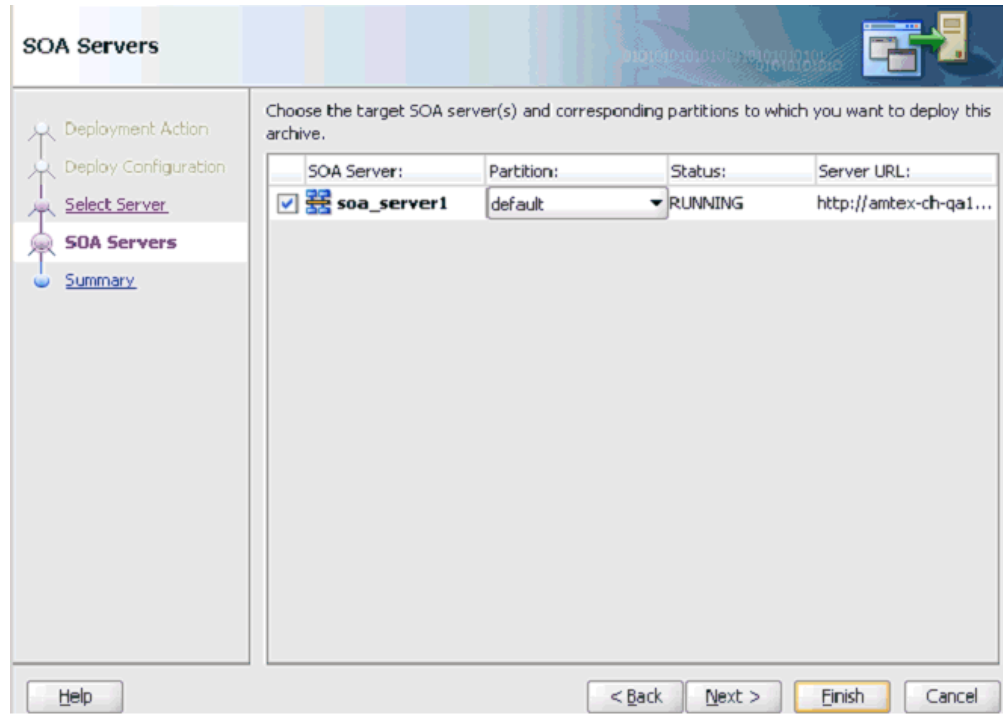 SOA Servers
Deployment Action
Deploy Configuration
Select Server
SOA Servers
Summary
Choose the target SOA server(s) and corresponding partitions to which you want to deploy this
archive.
SOA Server: Partition: Status: Server URL:
soa_server1 default RUNNING http://amtex-ch-qa1...
Help < Back Next > Finish Cancel